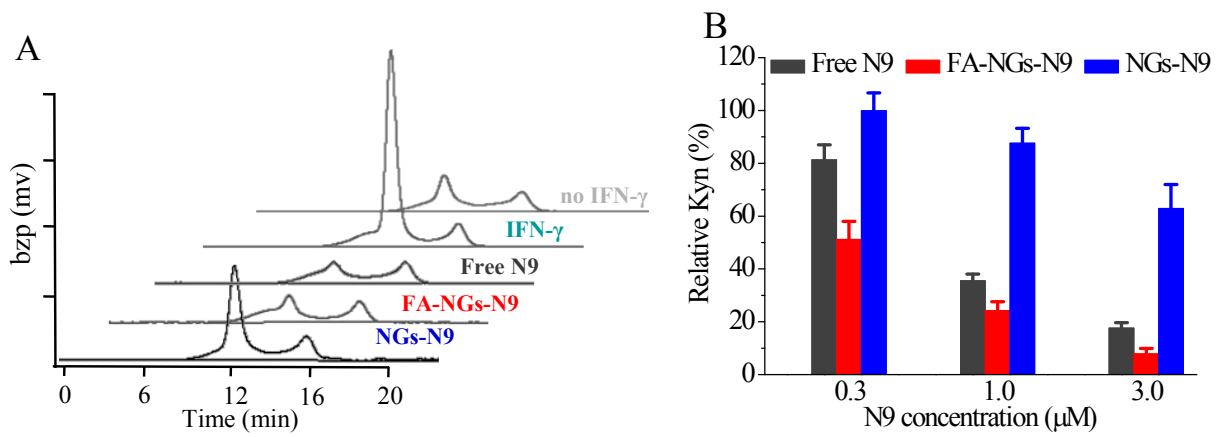 A
bzp (mv)
no IFN-γ
IFN-γ
Free N9
FA-NGs-N9
NGs-N9
0 6 12 16 20
Time (min)
B
Free N9 FA-NGs-N9 NGs-N9
Relative Kyn (%)
120
100
80
60
40
20
0
0.3 1.0 3.0
N9 concentration (μM)